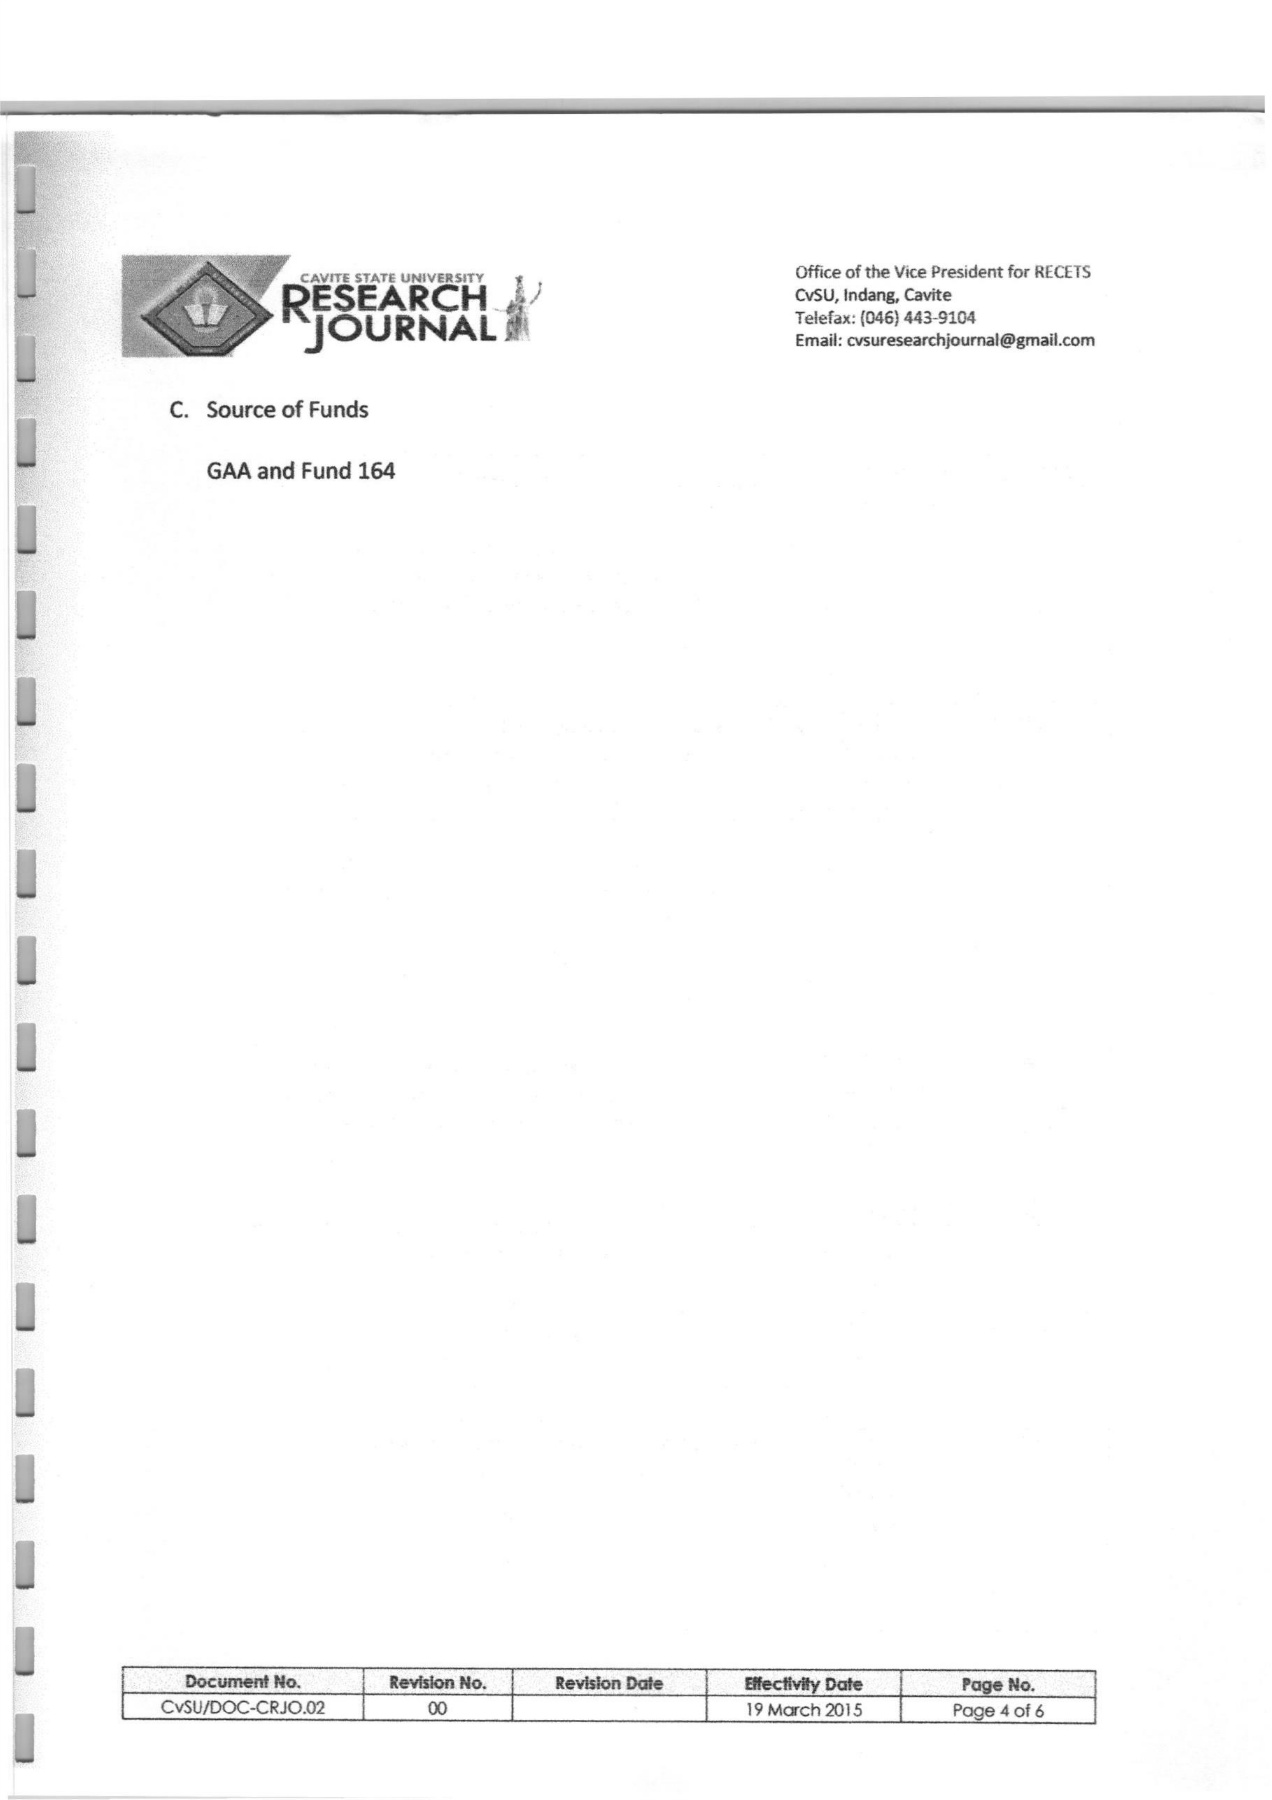 CAVITE STATE UNIVERSITY
RESEARCH
JOURNAL
Office of the Vice President for RECETS
CvSU, Indang, Cavite
Telefax: (046) 443-9104
Email: cvsuresearchjournal@gmail.com
C. Source of Funds
GAA and Fund 164
Document No. Revision No. Revision Date Effectivity Date Page No.
CvSU/DOC-CRJO.02 00 19 March 2015 Page 4 of 6